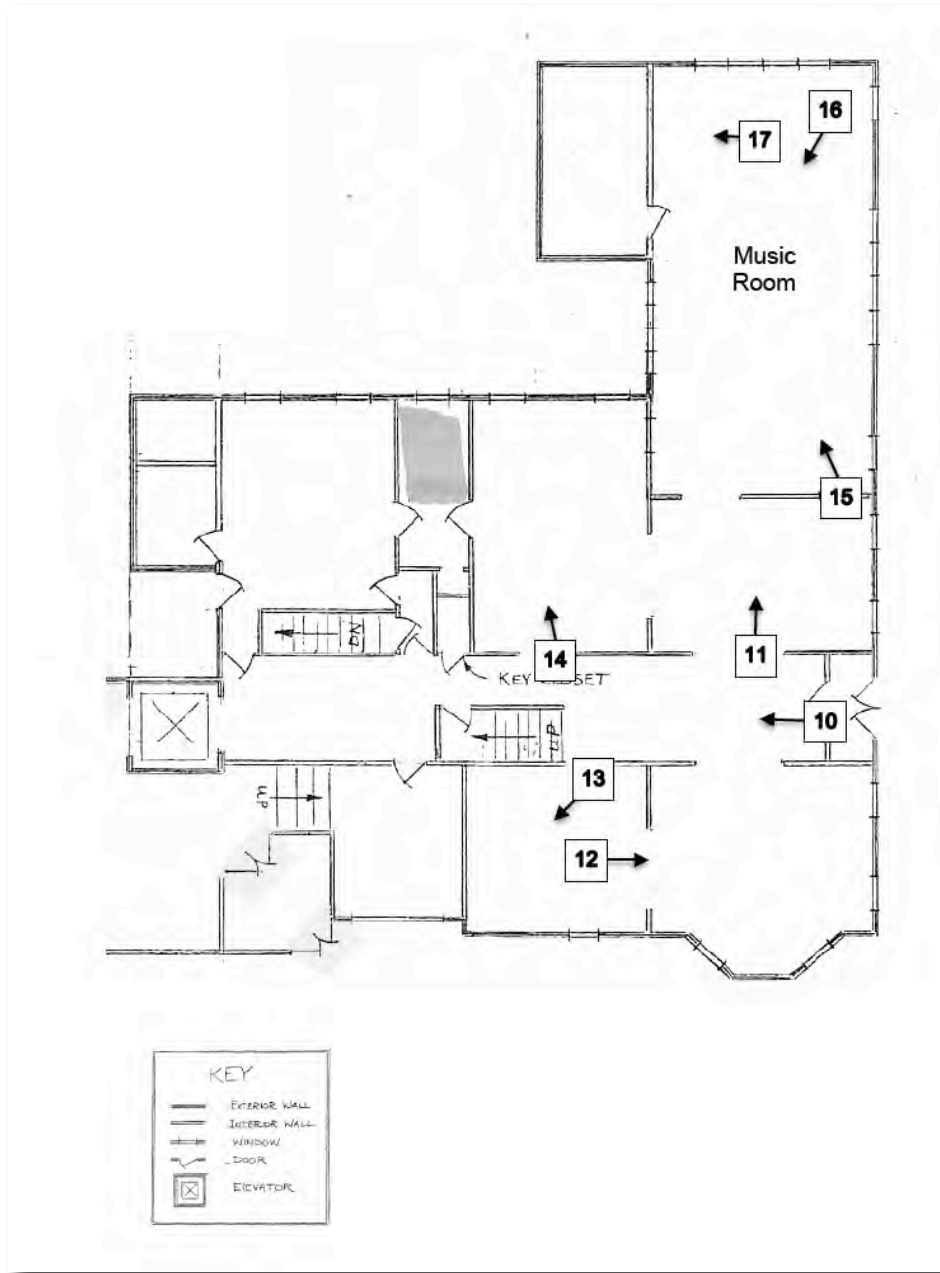 16
17
Music
Room
15
11
14
KEY CLOSET
DN
10
UP
13
UP
12
KEY
EXTERIOR WALL
INTERIOR WALL
WINDOW
DOOR
ELEVATOR